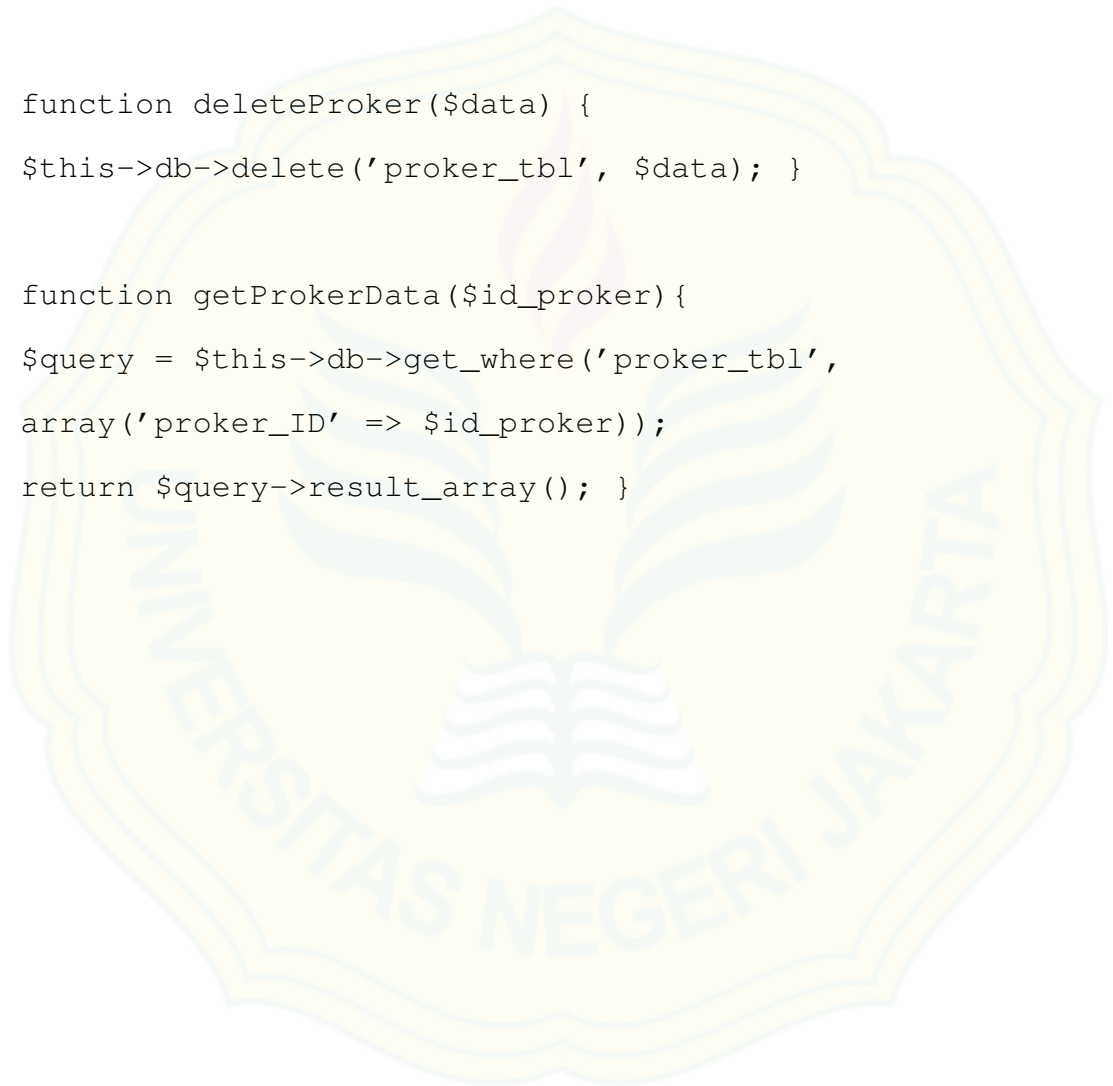 function deleteProker($data) {
$this->db->delete('proker_tbl', $data); }
function getProkerData($id_proker){
$query = $this->db->get_where('proker_tbl',
array('proker_ID' => $id_proker));
return $query->result_array(); }
UNIVERSITAS NEGERI JAKARTA